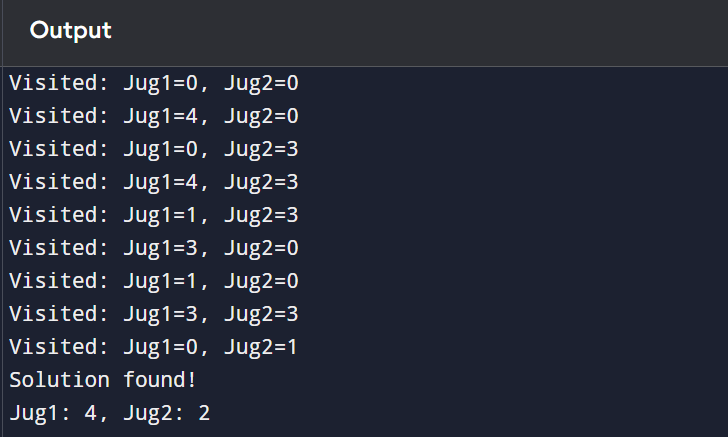 Output
Visited: Jug1=0, Jug2=0
Visited: Jug1=4, Jug2=0
Visited: Jug1=0, Jug2=3
Visited: Jug1=4, Jug2=3
Visited: Jug1=1, Jug2=3
Visited: Jug1=3, Jug2=0
Visited: Jug1=1, Jug2=0
Visited: Jug1=3, Jug2=3
Visited: Jug1=0, Jug2=1
Solution found!
Jug1: 4, Jug2: 2